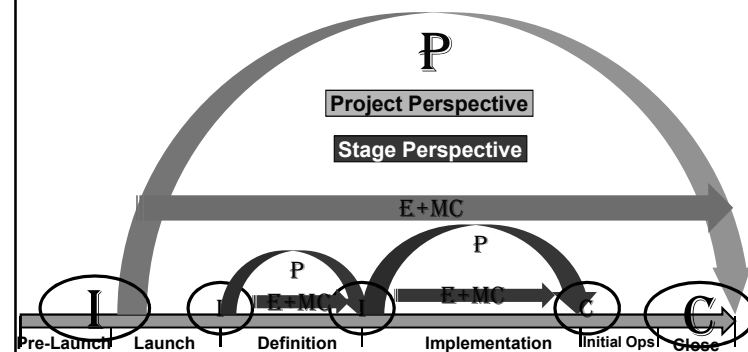 P
Project Perspective
Stage Perspective
E+MC
P
P
E+MC
E+MC
I
I
I
C
C
Pre-Launch
Launch
Definition
Implementation
Initial Ops
Close